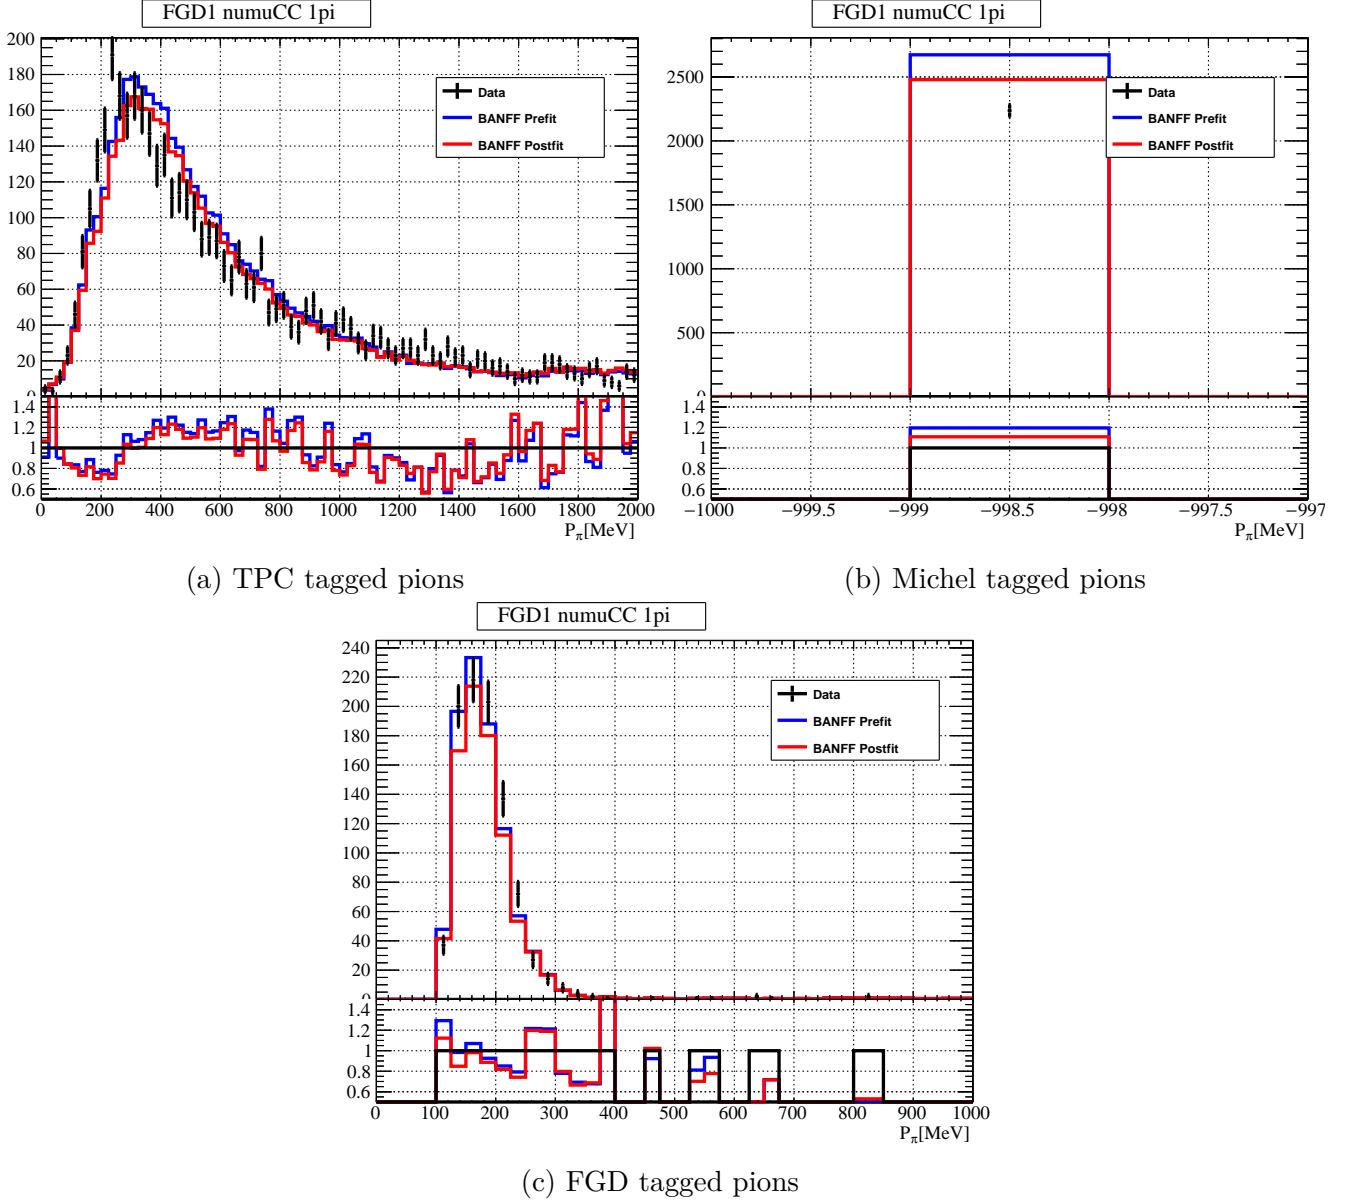 FGD1 numuCC 1pi
200
180
160
140
120
100
80
60
40
20
0
Data
BANFF Prefit
BANFF Postfit
1.4
1.2
1
0.8
0.6
0 200 400 600 800 1000 1200 1400 1600 1800 2000
Pπ[MeV]
(a) TPC tagged pions
FGD1 numuCC 1pi
2500
2000
1500
1000
500
0
Data
BANFF Prefit
BANFF Postfit
1.4
1.2
1
0.8
0.6
−1000 −999.5 −999 −998.5 −998 −997.5 −997
Pπ[MeV]
(b) Michel tagged pions
FGD1 numuCC 1pi
240
220
200
180
160
140
120
100
80
60
40
20
0
Data
BANFF Prefit
BANFF Postfit
1.4
1.2
1
0.8
0.6
0 100 200 300 400 500 600 700 800 900 1000
Pπ[MeV]
(c) FGD tagged pions